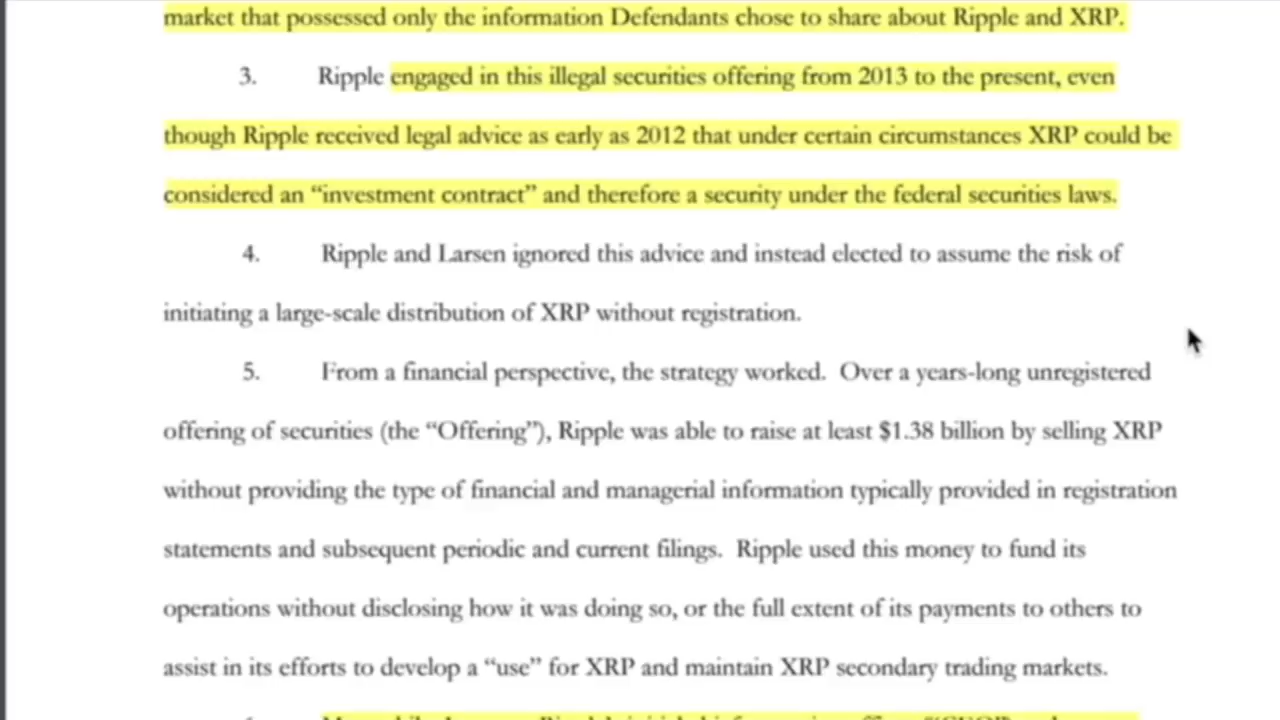 market that possessed only the information Defendants chose to share about Ripple and XRP.
3. Ripple engaged in this illegal securities offering from 2013 to the present, even
though Ripple received legal advice as early as 2012 that under certain circumstances XRP could be
considered an “investment contract” and therefore a security under the federal securities laws.
4. Ripple and Larsen ignored this advice and instead elected to assume the risk of
initiating a large-scale distribution of XRP without registration.
5. From a financial perspective, the strategy worked. Over a years-long unregistered
offering of securities (the “Offering”), Ripple was able to raise at least $1.38 billion by selling XRP
without providing the type of financial and managerial information typically provided in registration
statements and subsequent periodic and current filings. Ripple used this money to fund its
operations without disclosing how it was doing so, or the full extent of its payments to others to
assist in its efforts to develop a “use” for XRP and maintain XRP secondary trading markets.